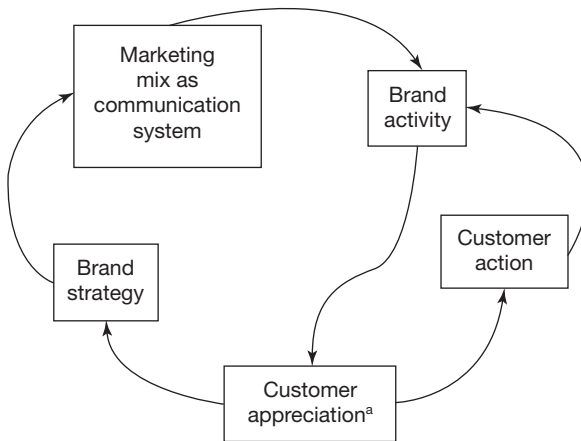 Marketing
mix as
communication
system
Brand
activity
Customer
action
Brand
strategy
Customer
appreciationᵃ